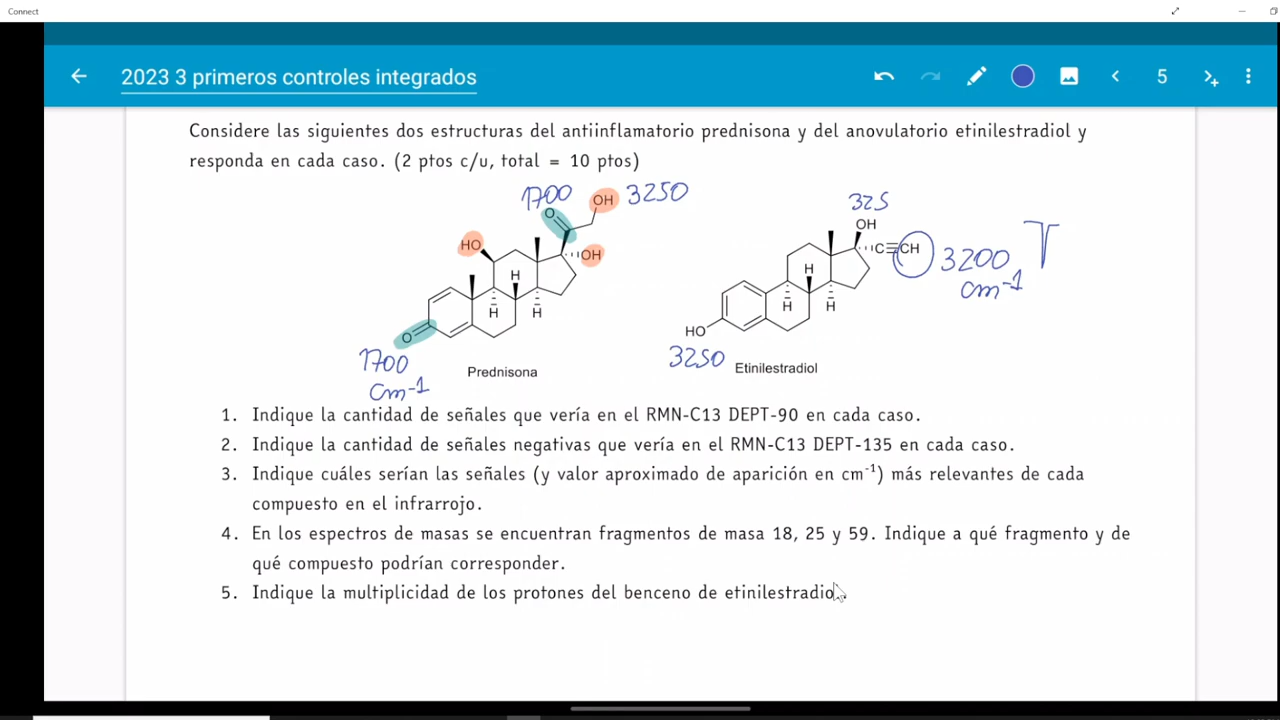 Connect
2023 3 primeros controles integrados
5
Considere las siguientes dos estructuras del antiinflamatorio prednisona y del anovulatorio etinilestradiol y
responda en cada caso. (2 ptos c/u, total = 10 ptos)
1700 OH 3250
O
HO OH
H
H H
O
1700
cm-1
Prednisona
325
OH
C≡CH 3200 T
cm-1
H
H H
HO
3250
Etinilestradiol
1. Indique la cantidad de señales que vería en el RMN-C13 DEPT-90 en cada caso.
2. Indique la cantidad de señales negativas que vería en el RMN-C13 DEPT-135 en cada caso.
3. Indique cuáles serían las señales (y valor aproximado de aparición en cm⁻¹) más relevantes de cada
compuesto en el infrarrojo.
4. En los espectros de masas se encuentran fragmentos de masa 18, 25 y 59. Indique a qué fragmento y de
qué compuesto podrían corresponder.
5. Indique la multiplicidad de los protones del benceno de etinilestradiol.